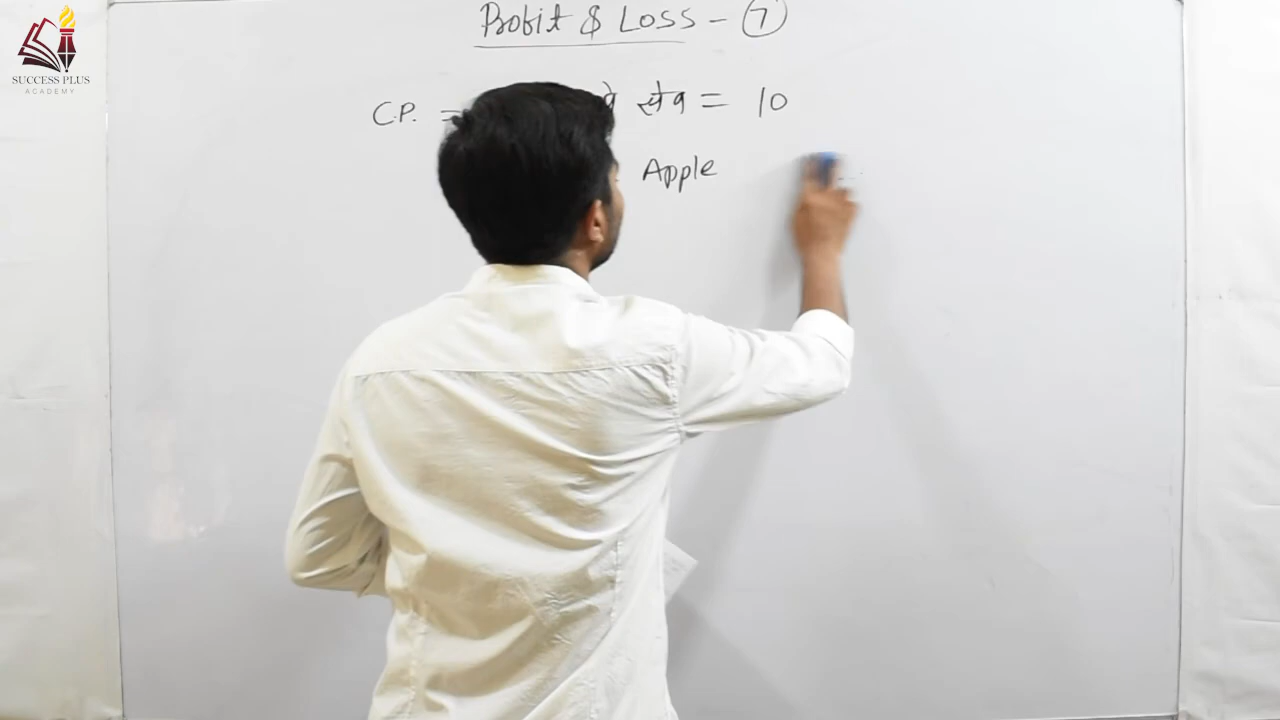 SUCCESS PLUS
ACADEMY
Profit & Loss - 7
C.P. = सेव = 10
Apple